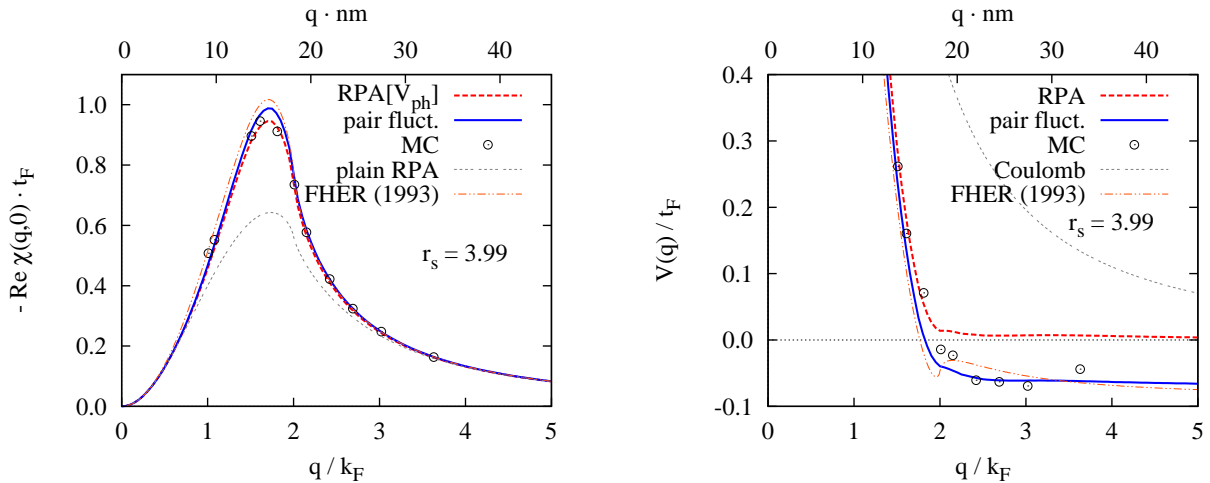 q · nm
0 10 20 30 40
1.0
0.8
0.6
0.4
0.2
0.0
- Re χ(q,0) · t_F
RPA[V_ph]
pair fluct.
MC
plain RPA
FHER (1993)
r_s = 3.99
0 1 2 3 4 5
q / k_F
q · nm
0 10 20 30 40
0.4
0.3
0.2
0.1
0.0
-0.1
V(q) / t_F
RPA
pair fluct.
MC
Coulomb
FHER (1993)
r_s = 3.99
0 1 2 3 4 5
q / k_F